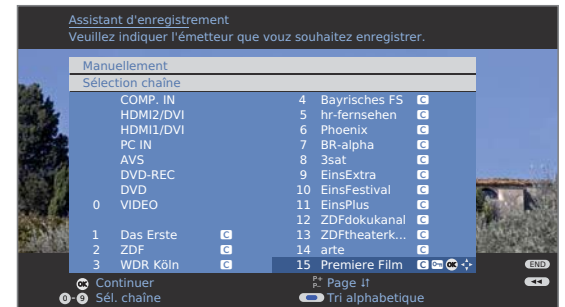 Assistant d'enregistrement
Veuillez indiquer l'émetteur que vouz souhaitez enregistrer.
Manuellement
Sélection chaîne
COMP. IN
HDMI2/DVI
HDMI1/DVI
PC IN
AVS
DVD-REC
DVD
0 VIDEO
1 Das Erste C
2 ZDF C
3 WDR Köln C
4 Bayrisches FS C
5 hr-fernsehen C
6 Phoenix C
7 BR-alpha C
8 3sat C
9 EinsExtra C
10 EinsFestival C
11 EinsPlus C
12 ZDFdokukanal C
13 ZDFtheaterk... C
14 arte C
15 Premiere Film C OK
END
OK Continuer
P+ P- Page
0-9 Sél. chaîne
Tri alphabetique